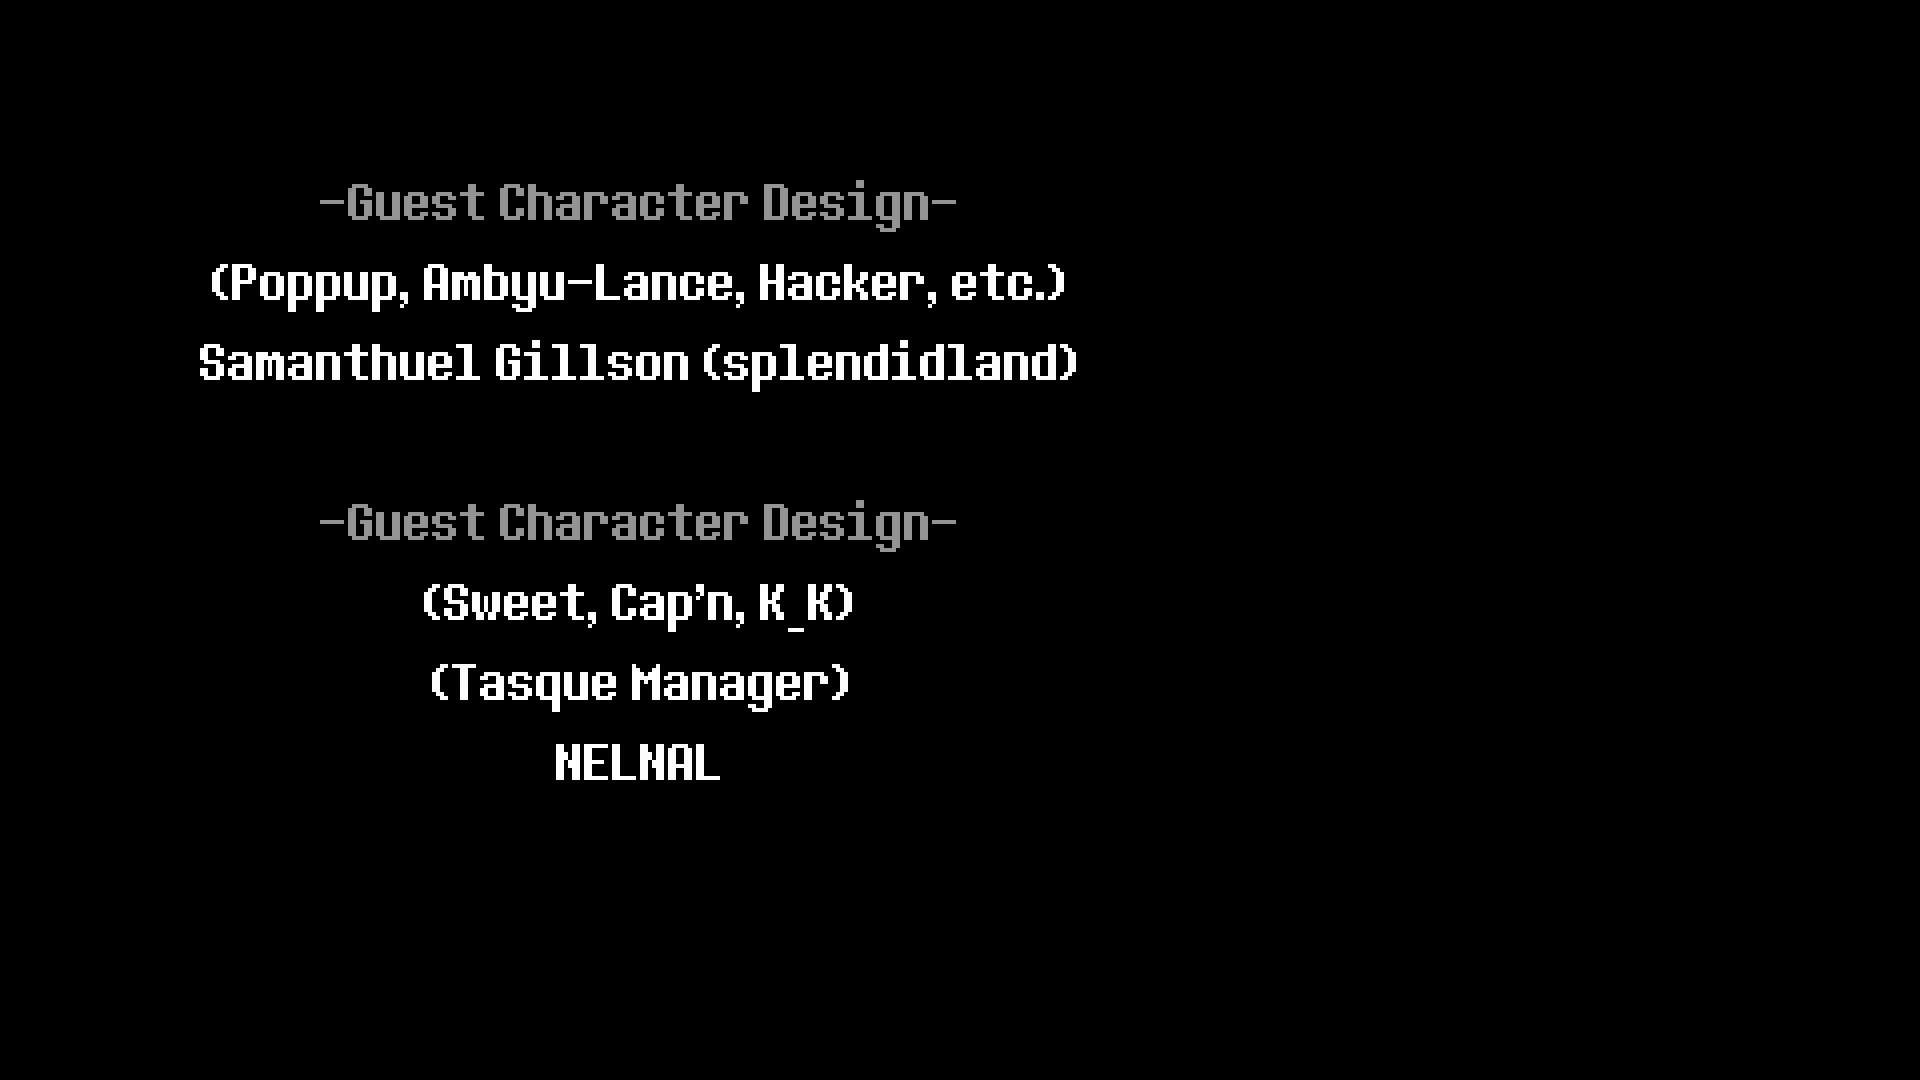 -Guest Character Design-
(Poppup, Ambyu-Lance, Hacker, etc.)
Samanthuel Gillson (splendidland)
-Guest Character Design-
(Sweet, Cap'n, K_K)
(Tasque Manager)
NELNAL